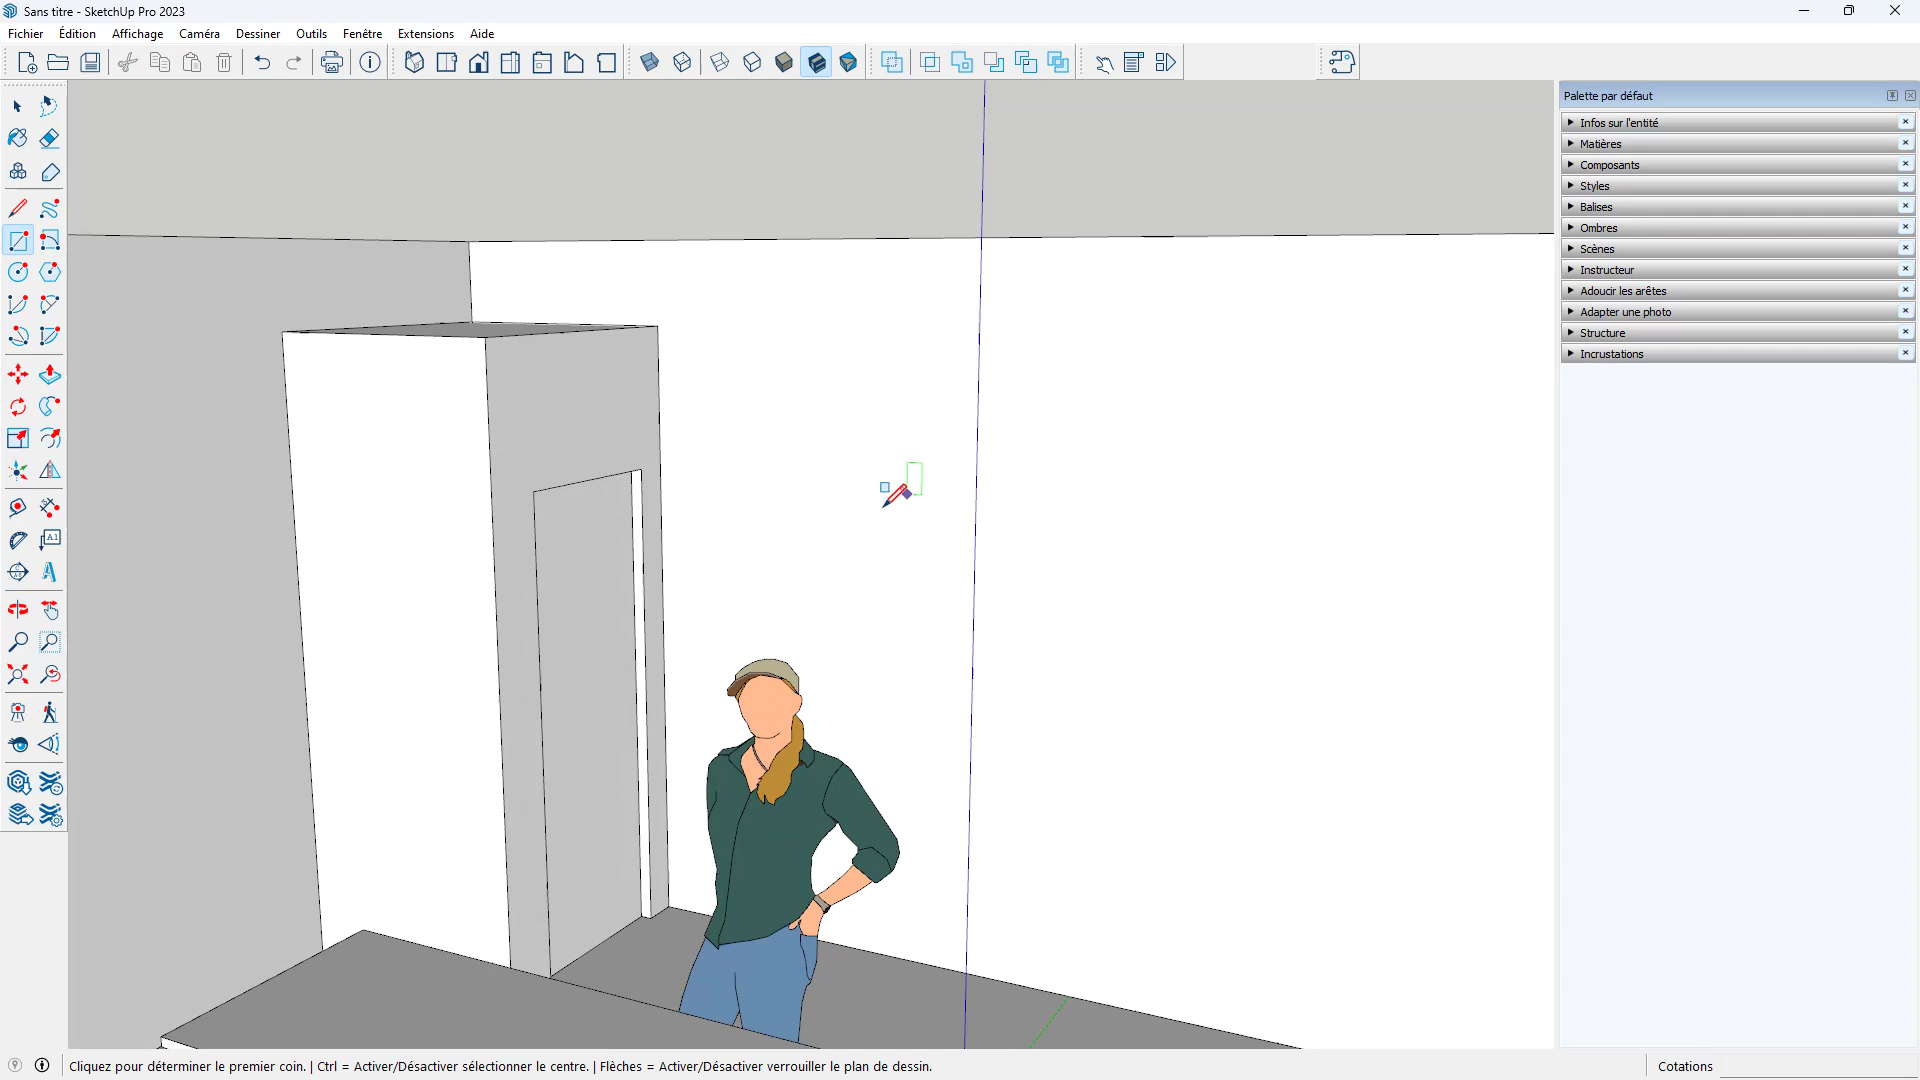 Sans titre - SketchUp Pro 2023
Fichier Édition Affichage Caméra Dessiner Outils Fenêtre Extensions Aide
Palette par défaut
Infos sur l'entité
Matières
Composants
Styles
Balises
Ombres
Scènes
Instructeur
Adoucir les arêtes
Adapter une photo
Structure
Incrustations
A1
Cliquez pour déterminer le premier coin. | Ctrl = Activer/Désactiver sélectionner le centre. | Flèches = Activer/Désactiver verrouiller le plan de dessin.
Cotations